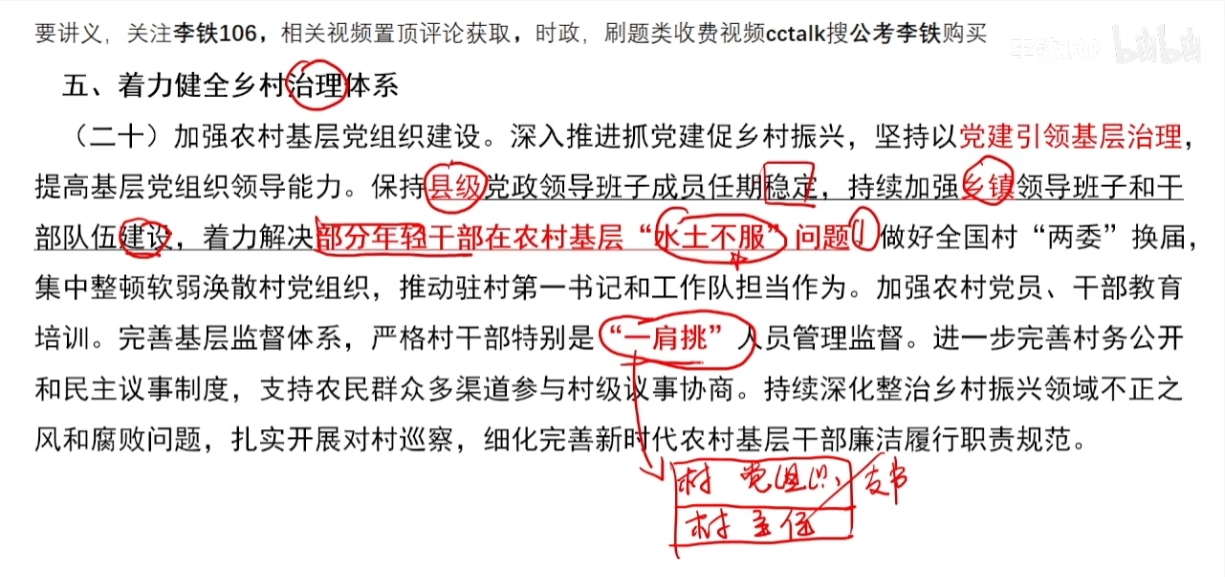 要讲义，关注李铁106，相关视频置顶评论获取，时政，刷题类收费视频cctalk搜公考李铁购买
李铁106 bilibili
五、着力健全乡村治理体系
（二十）加强农村基层党组织建设。深入推进抓党建促乡村振兴，坚持以党建引领基层治理，
提高基层党组织领导能力。保持县级党政领导班子成员任期稳定，持续加强乡镇领导班子和干
部队伍建设，着力解决部分年轻干部在农村基层“水土不服”问题。做好全国村“两委”换届，
集中整顿软弱涣散村党组织，推动驻村第一书记和工作队担当作为。加强农村党员、干部教育
培训。完善基层监督体系，严格村干部特别是“一肩挑”人员管理监督。进一步完善村务公开
和民主议事制度，支持农民群众多渠道参与村级议事协商。持续深化整治乡村振兴领域不正之
风和腐败问题，扎实开展对村巡察，细化完善新时代农村基层干部廉洁履行职责规范。
村 党组织 支书
村 主任